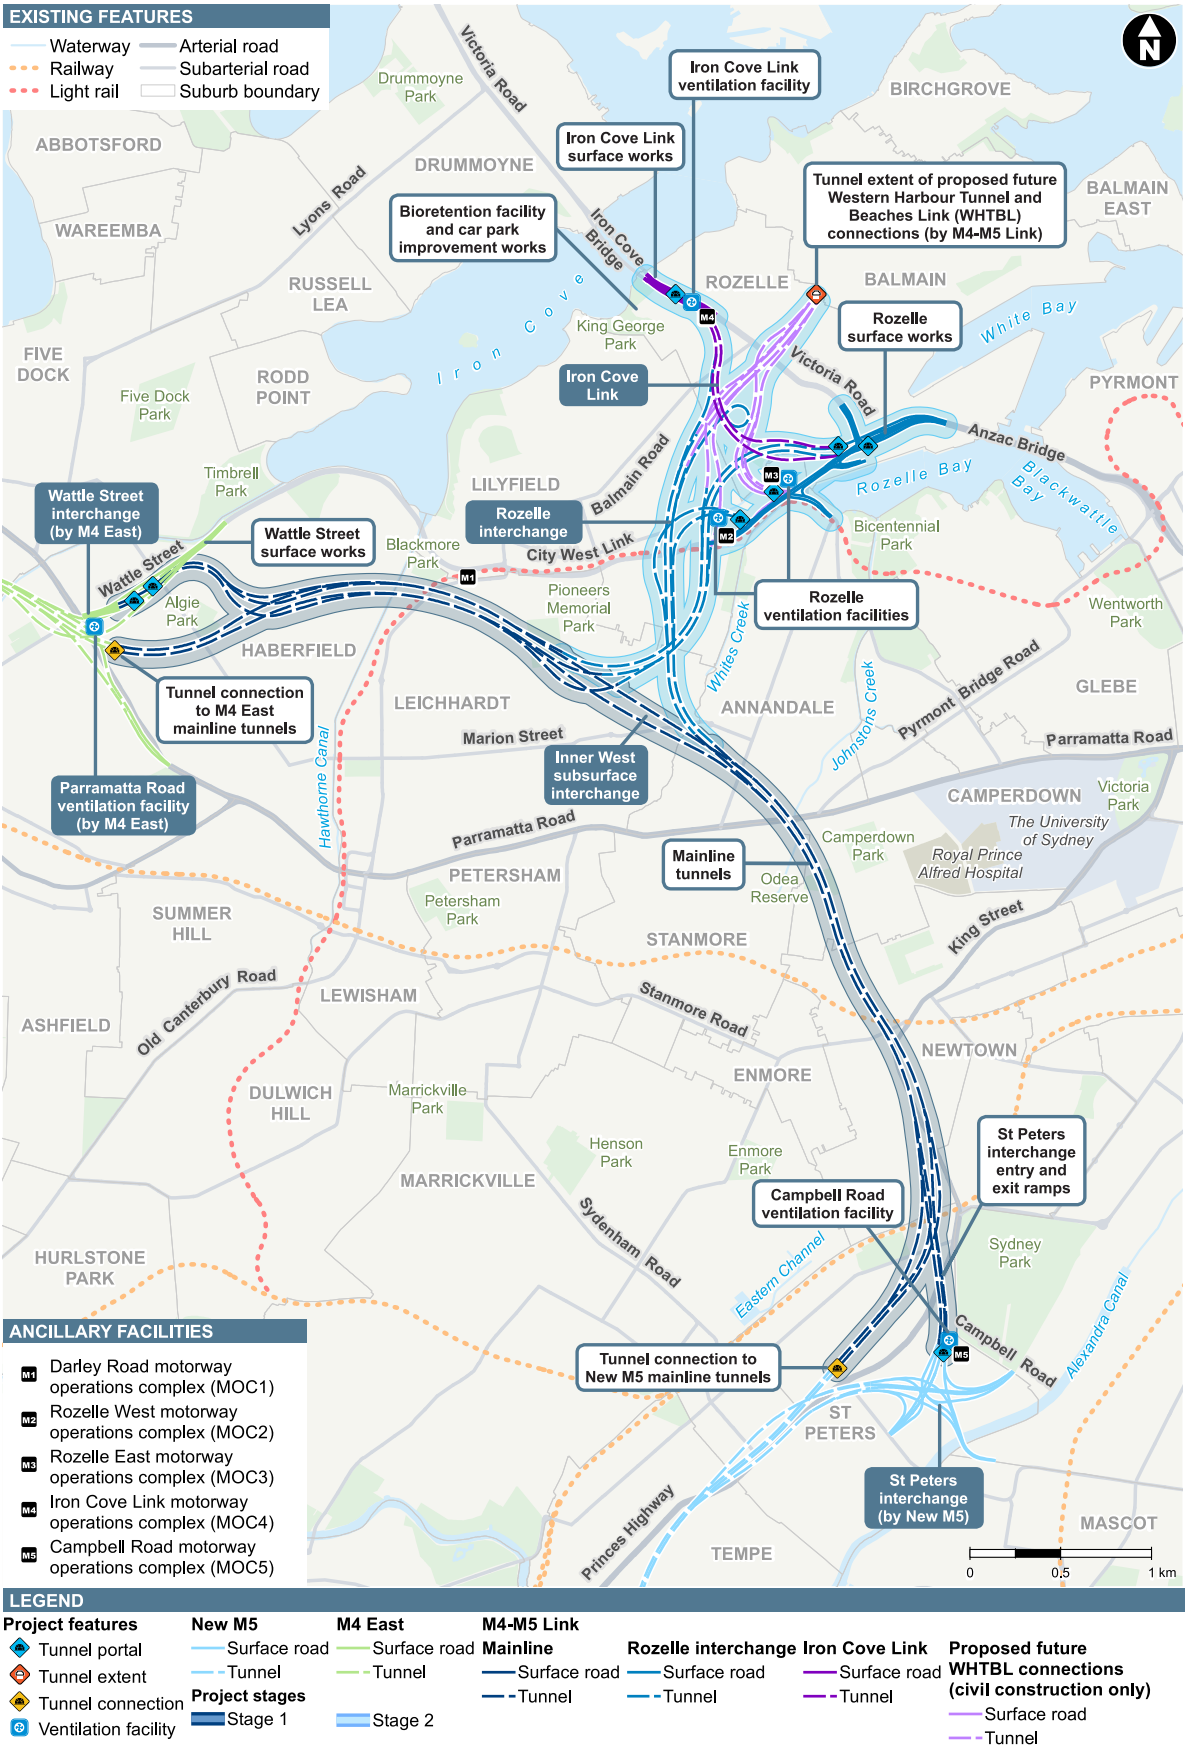 EXISTING FEATURES
Waterway
Arterial road
Railway
Subarterial road
Light rail
Suburb boundary
N
Victoria Road
Drummoyne
Park
Iron Cove Link
ventilation facility
BIRCHGROVE
ABBOTSFORD
Iron Cove Link
surface works
DRUMMOYNE
Lyons Road
Tunnel extent of proposed future
Western Harbour Tunnel and
Beaches Link (WHTBL)
connections (by M4-M5 Link)
BALMAIN
EAST
WAREEMBA
Bioretention facility
and car park
improvement works
Iron Cove
Bridge
RUSSELL
LEA
ROZELLE
BALMAIN
Iron Cove
M4
King George
Park
Rozelle
surface works
White Bay
FIVE
DOCK
RODD
POINT
Five Dock
Park
Iron Cove
Link
Victoria Road
PYRMONT
Anzac Bridge
Balmain Road
Timbrell
Park
LILYFIELD
M3
Rozelle Bay
Blackwattle
Bay
Wattle Street
interchange
(by M4 East)
Wattle Street
surface works
Rozelle
interchange
City West Link
M2
Bicentennial
Park
Wattle Street
Blackmore
Park
M1
Algie
Park
Pioneers
Memorial
Park
Rozelle
ventilation facilities
Wentworth
Park
HABERFIELD
Whites Creek
Johnstons Creek
Pyrmont Bridge Road
GLEBE
Tunnel connection
to M4 East
mainline tunnels
LEICHHARDT
ANNANDALE
Marion Street
Parramatta Road
Hawthorne Canal
Inner West
subsurface
interchange
Parramatta Road
ventilation facility
(by M4 East)
CAMPERDOWN
Victoria
Park
Parramatta Road
The University
of Sydney
Camperdown
Park
Royal Prince
Alfred Hospital
Mainline
tunnels
Odea
Reserve
PETERSHAM
Petersham
Park
SUMMER
HILL
King Street
STANMORE
Old Canterbury Road
LEWISHAM
Stanmore Road
ASHFIELD
NEWTOWN
ENMORE
DULWICH
HILL
Marrickville
Park
Henson
Park
Enmore
Park
St Peters
interchange
entry and
exit ramps
MARRICKVILLE
Campbell Road
ventilation facility
Sydenham Road
Sydney
Park
HURLSTONE
PARK
Eastern Channel
Alexandra Canal
Campbell Road
M5
Tunnel connection to
New M5 mainline tunnels
ST
PETERS
St Peters
interchange
(by New M5)
Princes Highway
TEMPE
MASCOT
0
0.5
1 km
ANCILLARY FACILITIES
M1 Darley Road motorway
operations complex (MOC1)
M2 Rozelle West motorway
operations complex (MOC2)
M3 Rozelle East motorway
operations complex (MOC3)
M4 Iron Cove Link motorway
operations complex (MOC4)
M5 Campbell Road motorway
operations complex (MOC5)
LEGEND
Project features
Tunnel portal
Tunnel extent
Tunnel connection
Ventilation facility
New M5
Surface road
Tunnel
Project stages
Stage 1
Stage 2
M4 East
Surface road
Tunnel
M4-M5 Link
Mainline
Surface road
Tunnel
Rozelle interchange
Surface road
Tunnel
Iron Cove Link
Surface road
Tunnel
Proposed future
WHTBL connections
(civil construction only)
Surface road
Tunnel